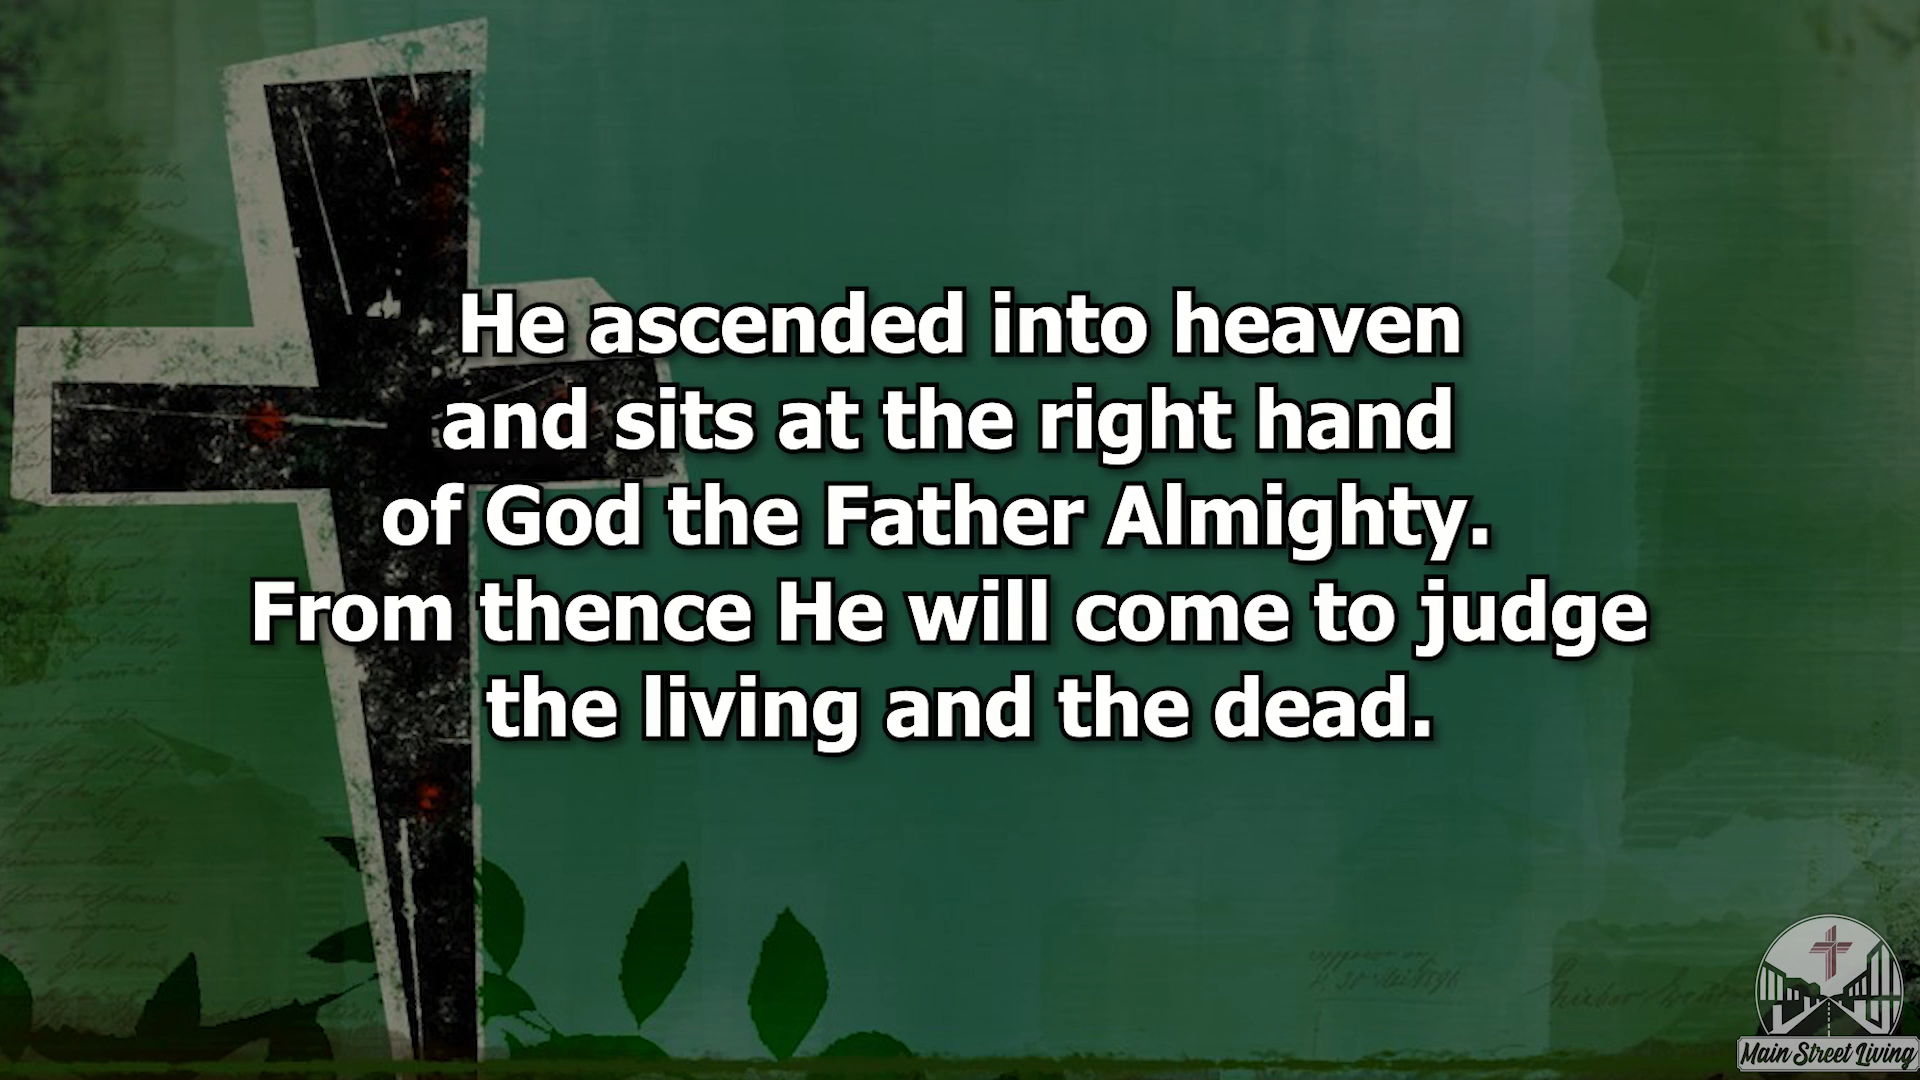 He ascended into heaven
and sits at the right hand
of God the Father Almighty.
From thence He will come to judge
the living and the dead.
Main Street Living